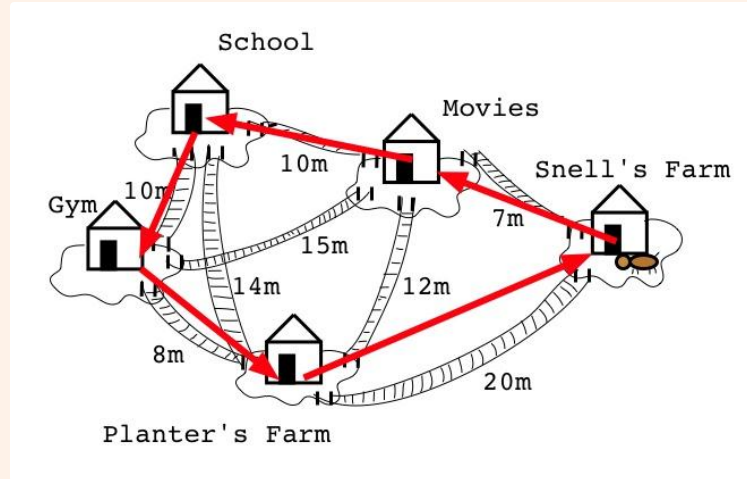 School
Movies
Snell's Farm
10m
10m
Gym
7m
15m
14m
12m
8m
20m
Planter's Farm